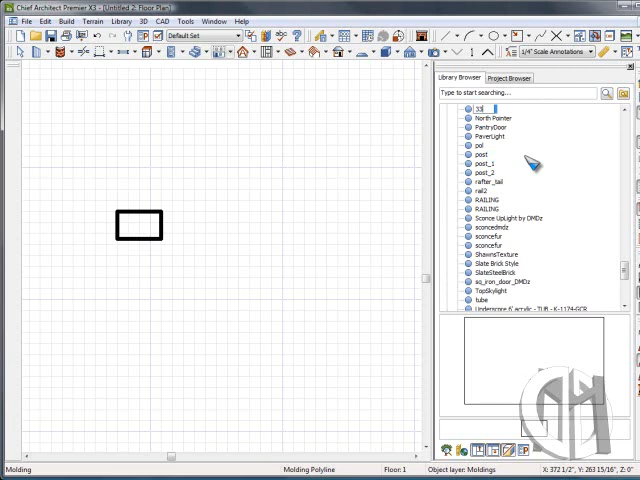 Chief Architect Premier X3 - [Untitled 2: Floor Plan]
File Edit Build Terrain Library 3D CAD Tools Window Help
Default Set
1/4" Scale Annotations
Library Browser Project Browser
Type to start searching...
33
North Pointer
PantryDoor
PaverLight
pol
post
post_1
post_2
rafter_tail
rail2
RAILING
RAILING
Sconce UpLight by DMDz
sconcedmdz
sconcefur
sconcefur
ShawnsTexture
Slate Brick Style
SlateSteelBrick
sq_iron_door_DMDz
TopSkylight
tube
Underscore 6' acrylic - TUB - K-1174-GCR
Molding Molding Polyline Floor: 1 Object layer: Moldings X: 372 1/2", Y: 263 15/16", Z: 0"